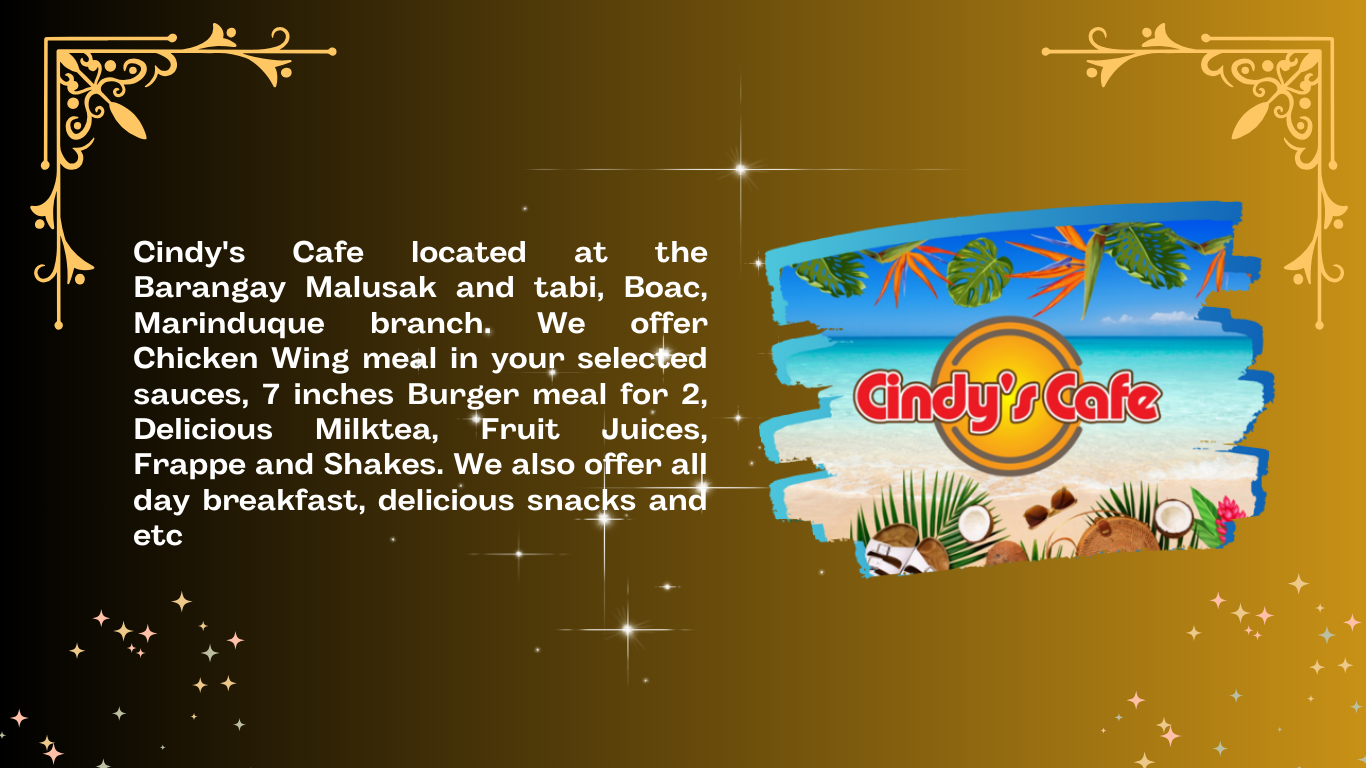 Cindy's Cafe located at the
Barangay Malusak and tabi, Boac,
Marinduque branch. We offer
Chicken Wing meal in your selected
sauces, 7 inches Burger meal for 2,
Delicious Milktea, Fruit Juices,
Frappe and Shakes. We also offer all
day breakfast, delicious snacks and
etc
Cindy's Cafe